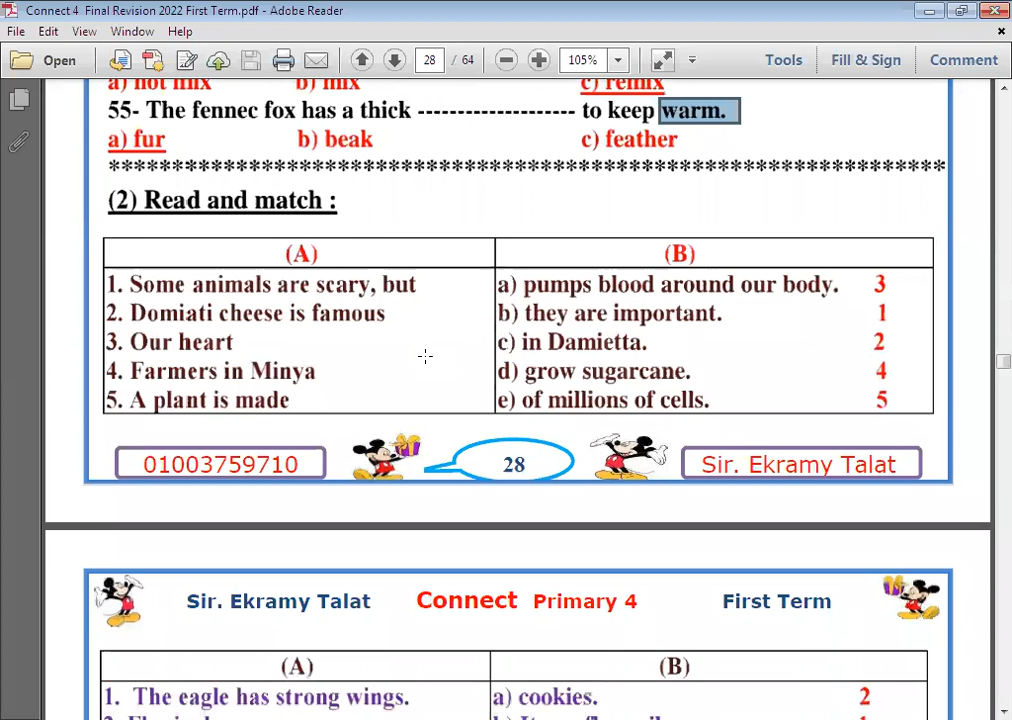 Connect 4  Final Revision 2022 First Term.pdf - Adobe Reader
File Edit View Window Help
Open 28 / 64 105% Tools Fill & Sign Comment
a) not mix b) mix c) remix
55- The fennec fox has a thick -------------------- to keep warm.
a) fur b) beak c) feather
******************************************************************
(2) Read and match :
(A) (B)
1. Some animals are scary, but a) pumps blood around our body. 3
2. Domiati cheese is famous b) they are important. 1
3. Our heart c) in Damietta. 2
4. Farmers in Minya d) grow sugarcane. 4
5. A plant is made e) of millions of cells. 5
01003759710 28 Sir. Ekramy Talat
Sir. Ekramy Talat Connect Primary 4 First Term
(A) (B)
1. The eagle has strong wings. a) cookies. 2